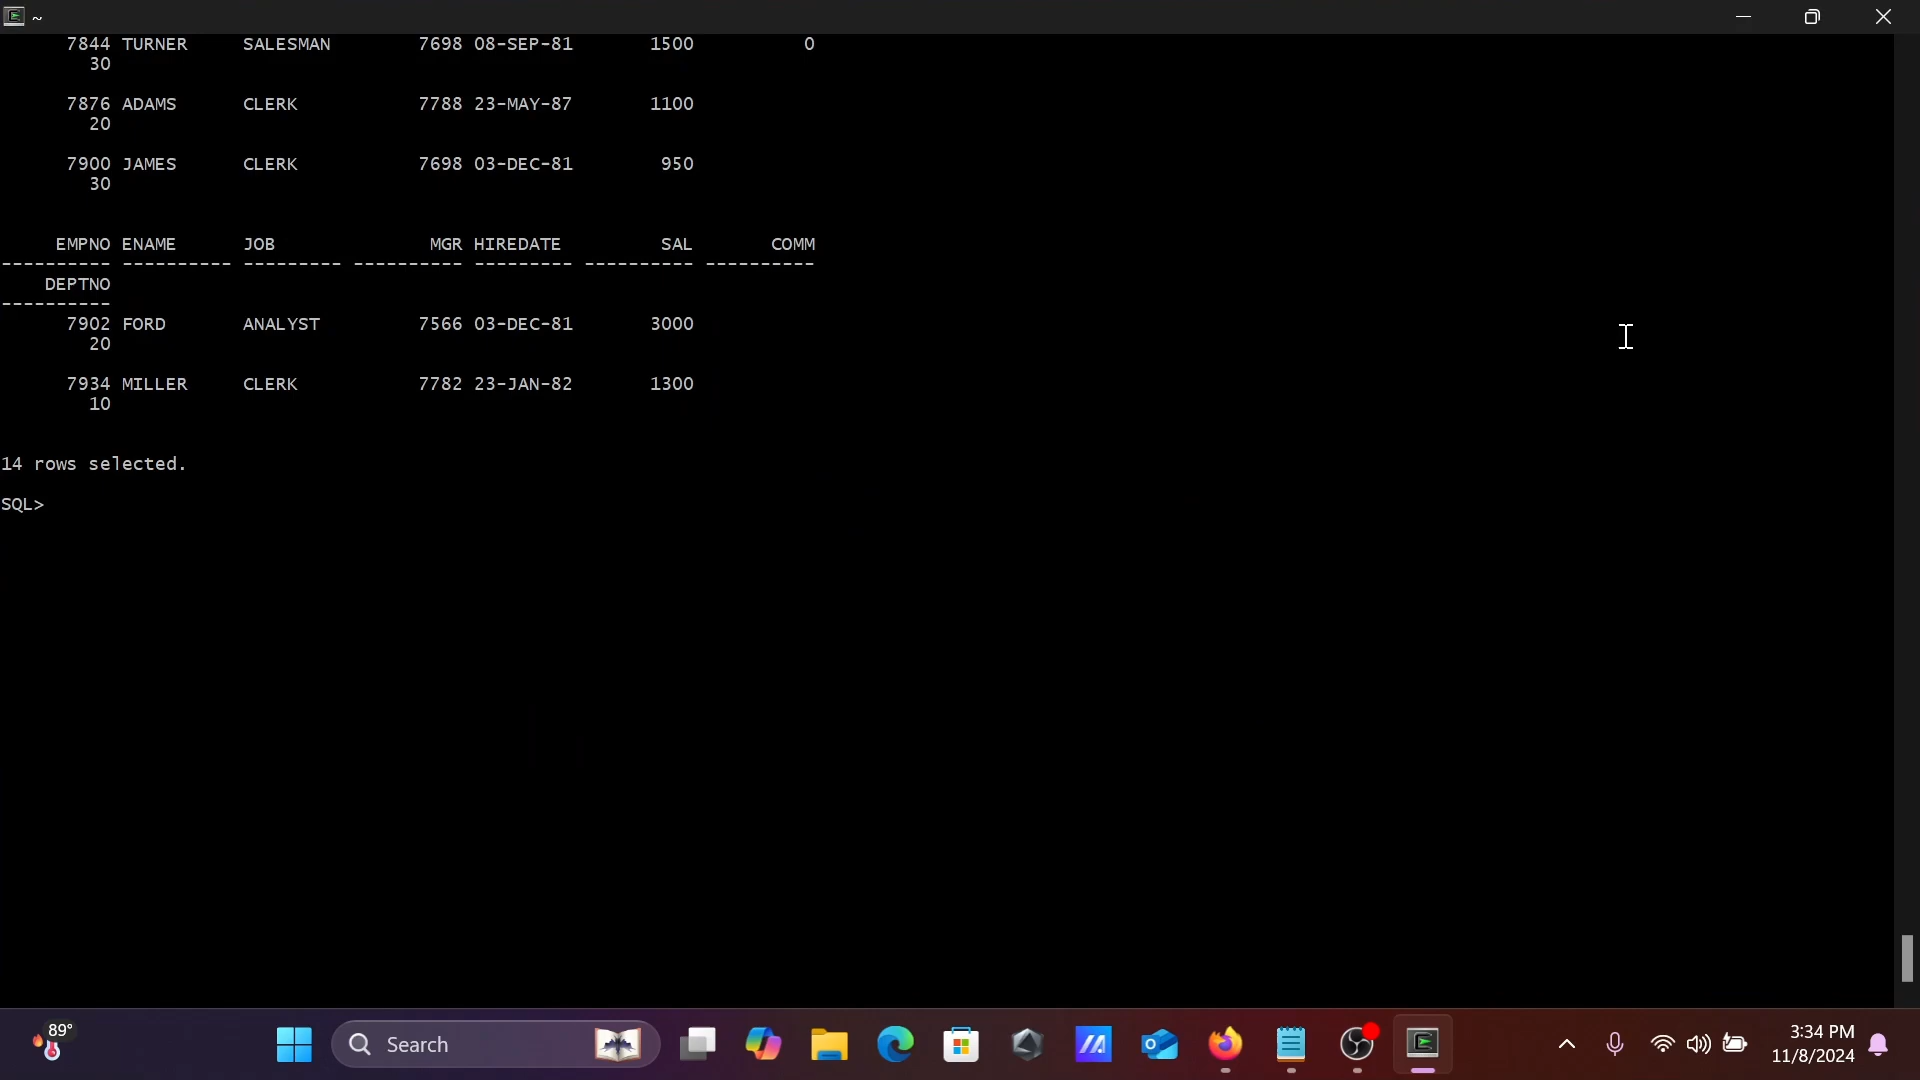 ~
7844 TURNER     SALESMAN        7698 08-SEP-81       1500          0
30
7876 ADAMS      CLERK           7788 23-MAY-87       1100
20
7900 JAMES      CLERK           7698 03-DEC-81        950
30
EMPNO ENAME      JOB              MGR HIREDATE         SAL       COMM
---------- ---------- --------- ---------- --------- ---------- ----------
DEPTNO
----------
7902 FORD       ANALYST         7566 03-DEC-81       3000
20
7934 MILLER     CLERK           7782 23-JAN-82       1300
10
14 rows selected.
SQL>
89°
Search
3:34 PM
11/8/2024